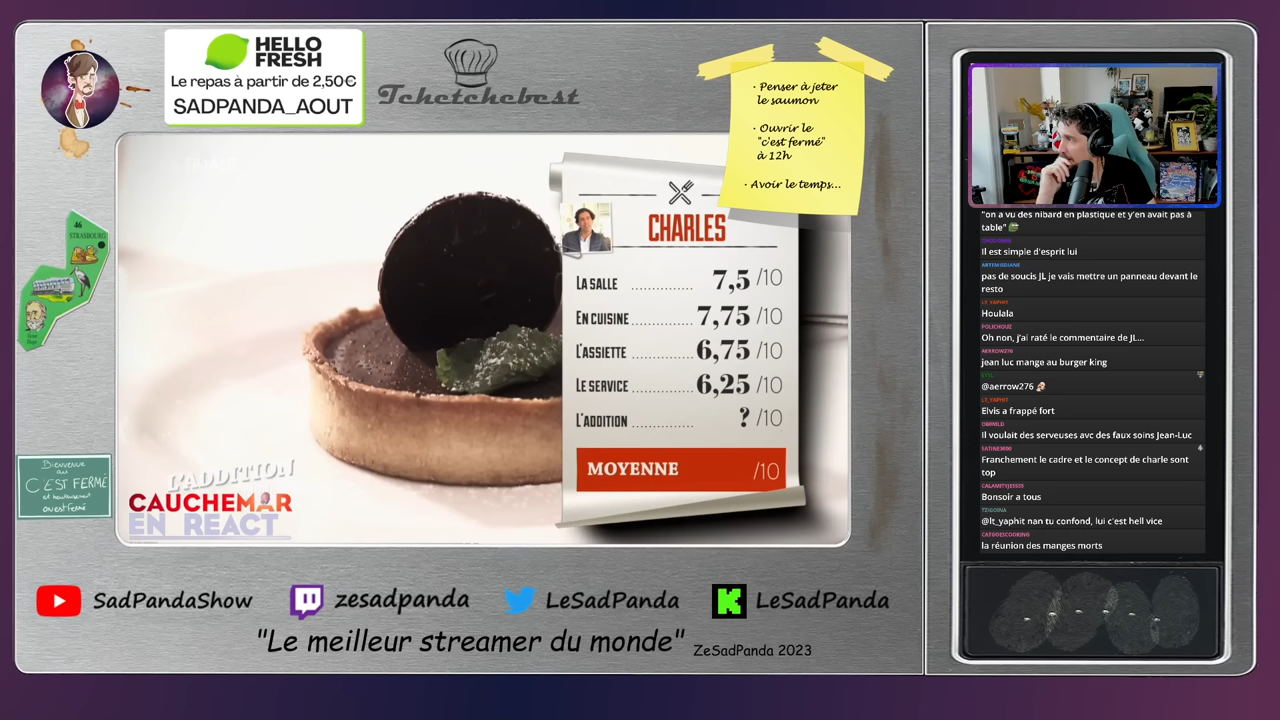 HELLO
FRESH
Le repas à partir de 2,50€
SADPANDA_AOUT
Tchetchebest
· Penser à jeter
le saumon
· Ouvrir le
"c'est fermé"
à 12h
· Avoir le temps...
46
STRASBOURG
CHARLES
LA SALLE .............. 7,5 /10
EN CUISINE .............. 7,75 /10
L'ASSIETTE .............. 6,75 /10
LE SERVICE .............. 6,25 /10
L'ADDITION .............. ? /10
MOYENNE /10
L'ADDITION
CAUCHEMAR
EN REACT
Bienvenue
au
C'EST FERMÉ
et heureusement
on est fermé
"on a vu des nibard en plastique et y'en avait pas à
table"
Il est simple d'esprit lui
ARTEMISDIANE
pas de soucis JL je vais mettre un panneau devant le
resto
LT_YAPHIT
Houlala
POLICHOUZ
Oh non, j'ai raté le commentaire de JL...
AERROW276
jean luc mange au burger king
@aerrow276
LT_YAPHIT
Elvis a frappé fort
OBIWILD
Il voulait des serveuses avc des faux soins Jean-Luc
Franchement le cadre et le concept de charle sont
top
Bonsoir a tous
@lt_yaphit nan tu confond, lui c'est hell vice
CATGOESCOOKING
la réunion des manges morts
SadPandaShow
zesadpanda
LeSadPanda
LeSadPanda
"Le meilleur streamer du monde"
ZeSadPanda 2023